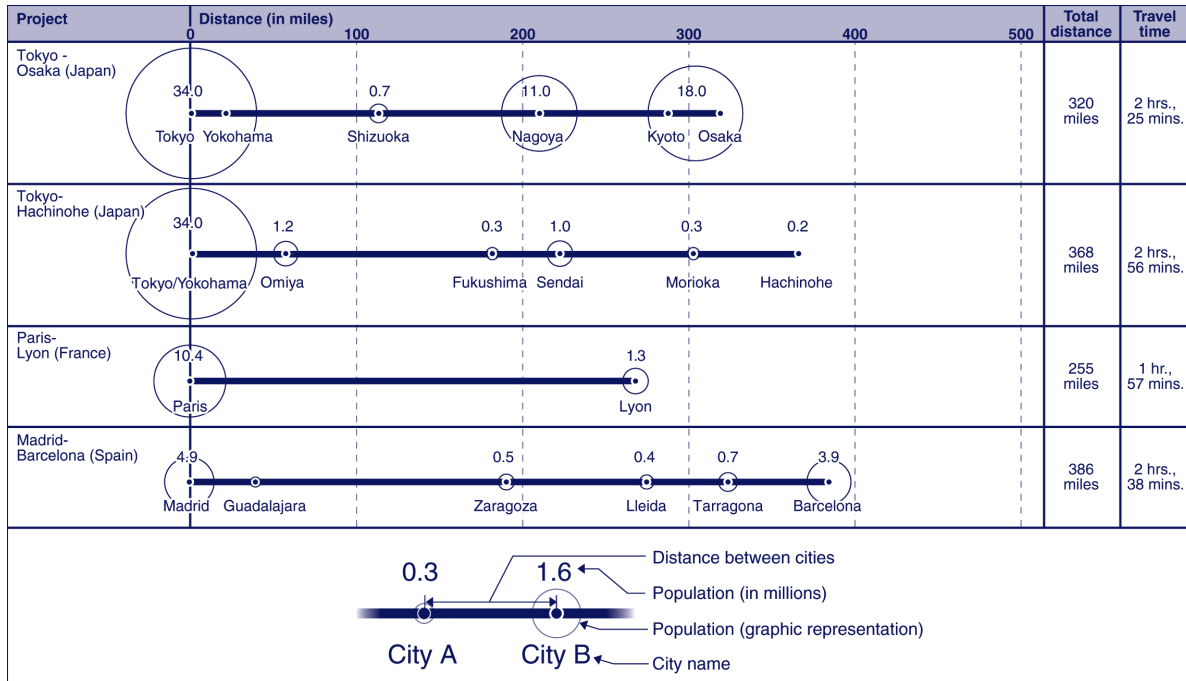 Project
Distance (in miles)
Total
distance
Travel
time
0
100
200
300
400
500
Tokyo -
Osaka (Japan)
34.0
0.7
11.0
18.0
Tokyo
Yokohama
Shizuoka
Nagoya
Kyoto
Osaka
320
miles
2 hrs.,
25 mins.
Tokyo-
Hachinohe (Japan)
34.0
1.2
0.3
1.0
0.3
0.2
Tokyo/Yokohama
Omiya
Fukushima
Sendai
Morioka
Hachinohe
368
miles
2 hrs.,
56 mins.
Paris-
Lyon (France)
10.4
1.3
Paris
Lyon
255
miles
1 hr.,
57 mins.
Madrid-
Barcelona (Spain)
4.9
0.5
0.4
0.7
3.9
Madrid
Guadalajara
Zaragoza
Lleida
Tarragona
Barcelona
386
miles
2 hrs.,
38 mins.
0.3
1.6
City A
City B
Distance between cities
Population (in millions)
Population (graphic representation)
City name